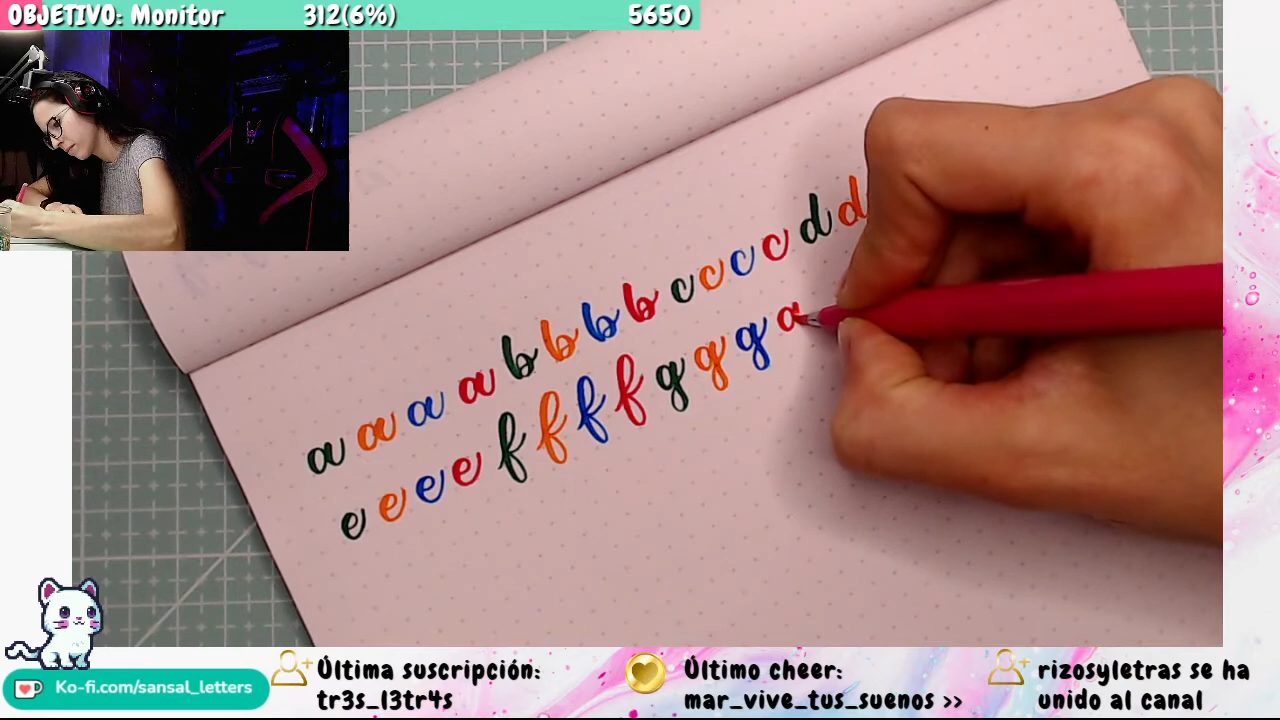 OBJETIVO: Monitor 312(6%) 5650
a a a a b b b b c c c c d d
e e e e f f f f g g g a
Ko-fi.com/sansal_letters
Última suscripción:
tr3s_l3tr4s
Último cheer:
mar_vive_tus_suenos >>
rizosyletras se ha
unido al canal